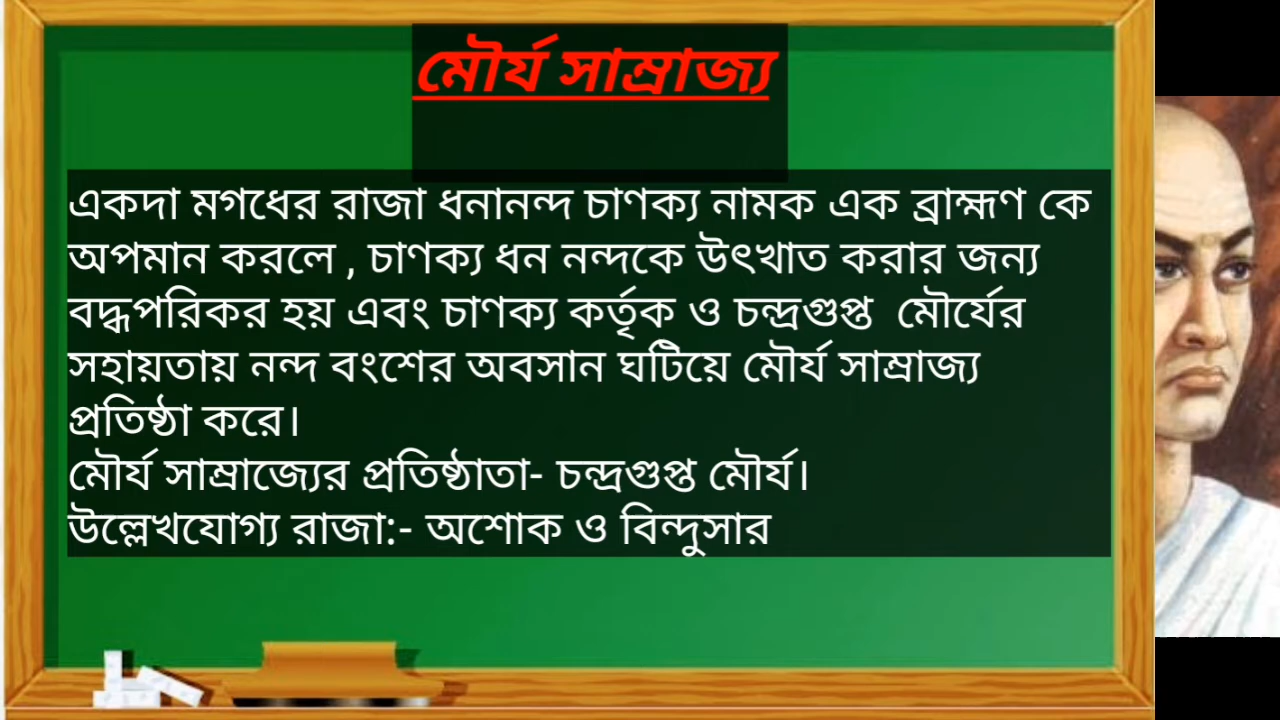 মৌর্য সাম্রাজ্য
একদা মগধের রাজা ধনানন্দ চাণক্য নামক এক ব্রাহ্মণ কে
অপমান করলে , চাণক্য ধন নন্দকে উৎখাত করার জন্য
বদ্ধপরিকর হয় এবং চাণক্য কর্তৃক ও চন্দ্রগুপ্ত মৌর্যের
সহায়তায় নন্দ বংশের অবসান ঘটিয়ে মৌর্য সাম্রাজ্য
প্রতিষ্ঠা করে।
মৌর্য সাম্রাজ্যের প্রতিষ্ঠাতা- চন্দ্রগুপ্ত মৌর্য।
উল্লেখযোগ্য রাজা:- অশোক ও বিন্দুসার